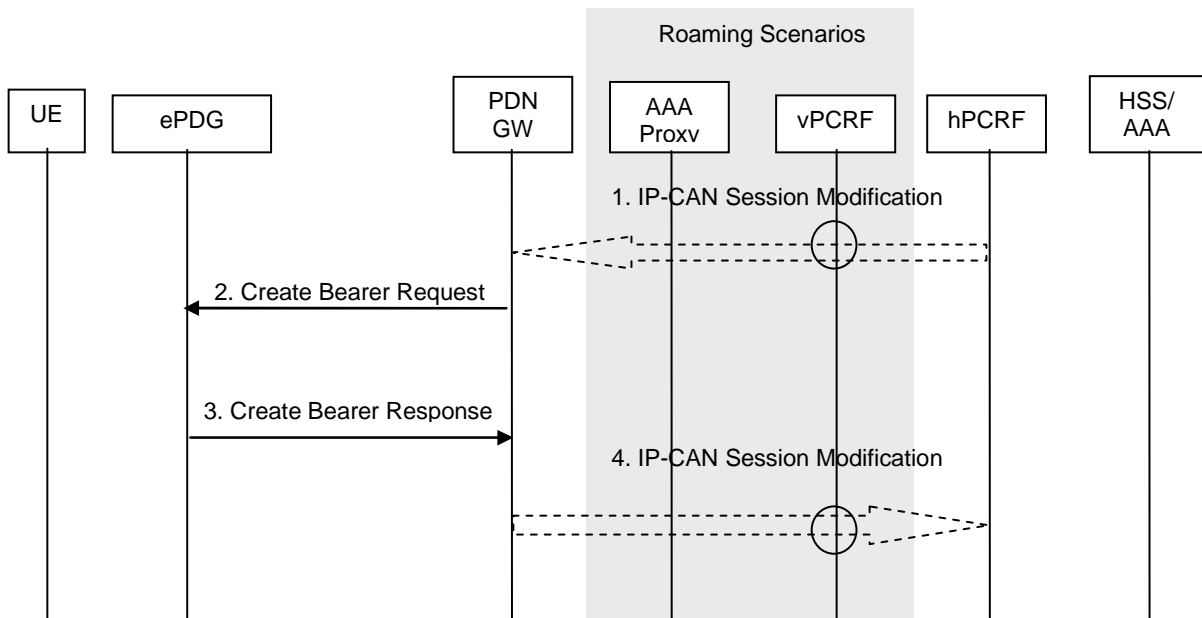 Roaming Scenarios
UE
ePDG
PDN
GW
AAA
Proxy
vPCRF
hPCRF
HSS/
AAA
1. IP-CAN Session Modification
2. Create Bearer Request
3. Create Bearer Response
4. IP-CAN Session Modification